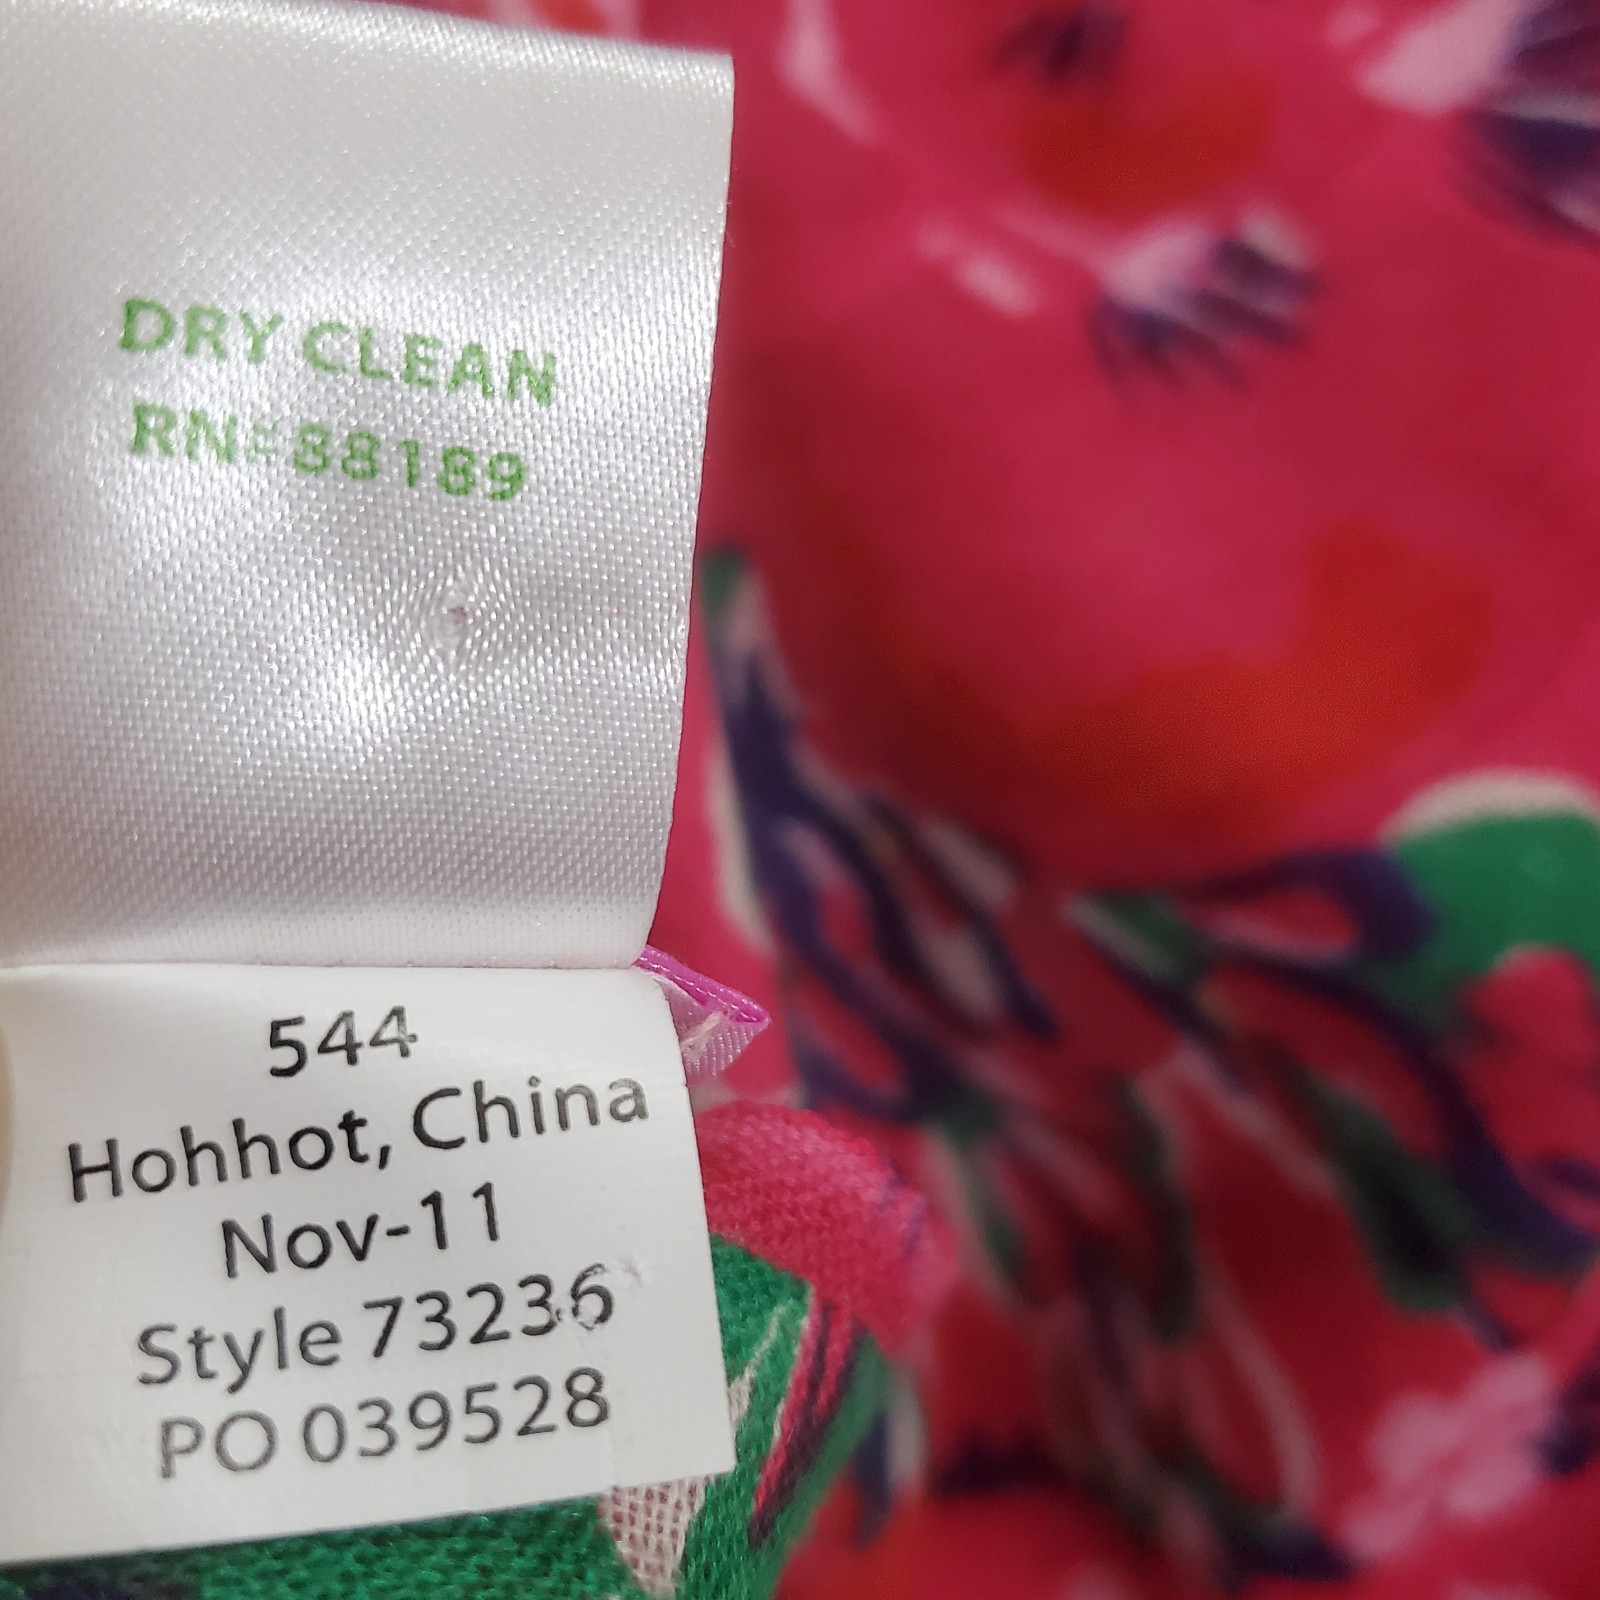 DRY CLEAN
RN=88189
544
Hohhot, China
Nov-11
Style 73236
PO 039528